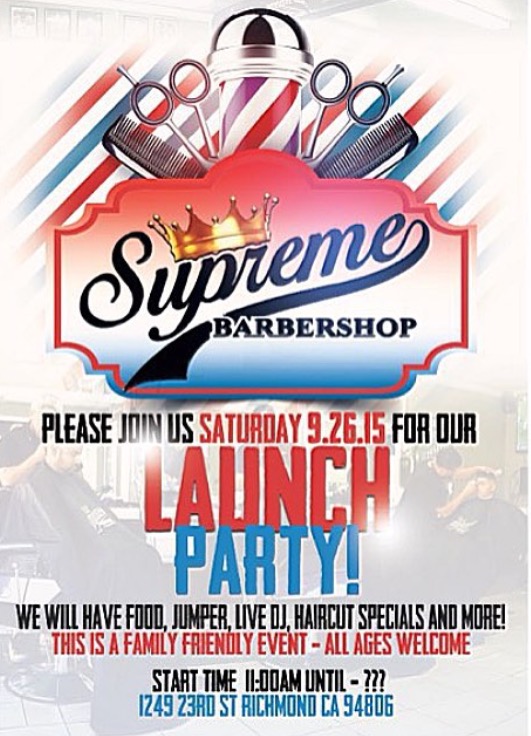 Supreme
BARBERSHOP
PLEASE JOIN US SATURDAY 9.26.15 FOR OUR
LAUNCH
PARTY!
WE WILL HAVE FOOD, JUMPER, LIVE DJ, HAIRCUT SPECIALS AND MORE!
THIS IS A FAMILY FRIENDLY EVENT - ALL AGES WELCOME
START TIME 11:00AM UNTIL - ???
1249 23RD ST RICHMOND CA 94806